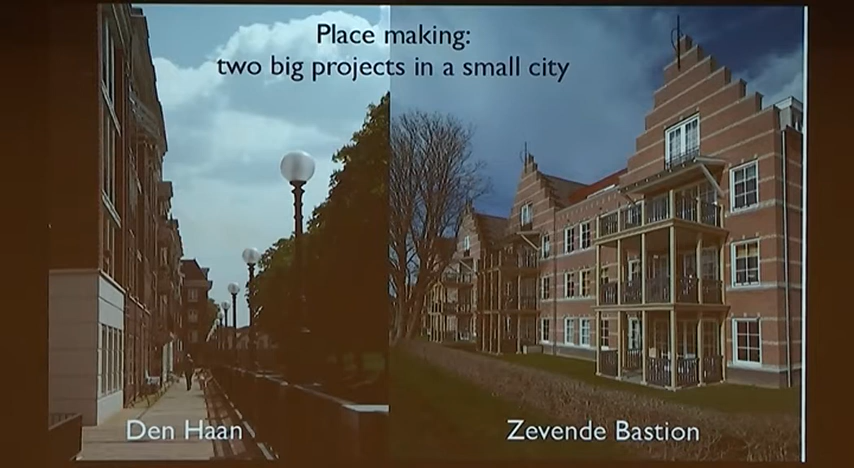 Place making:
two big projects in a small city
Den Haan
Zevende Bastion